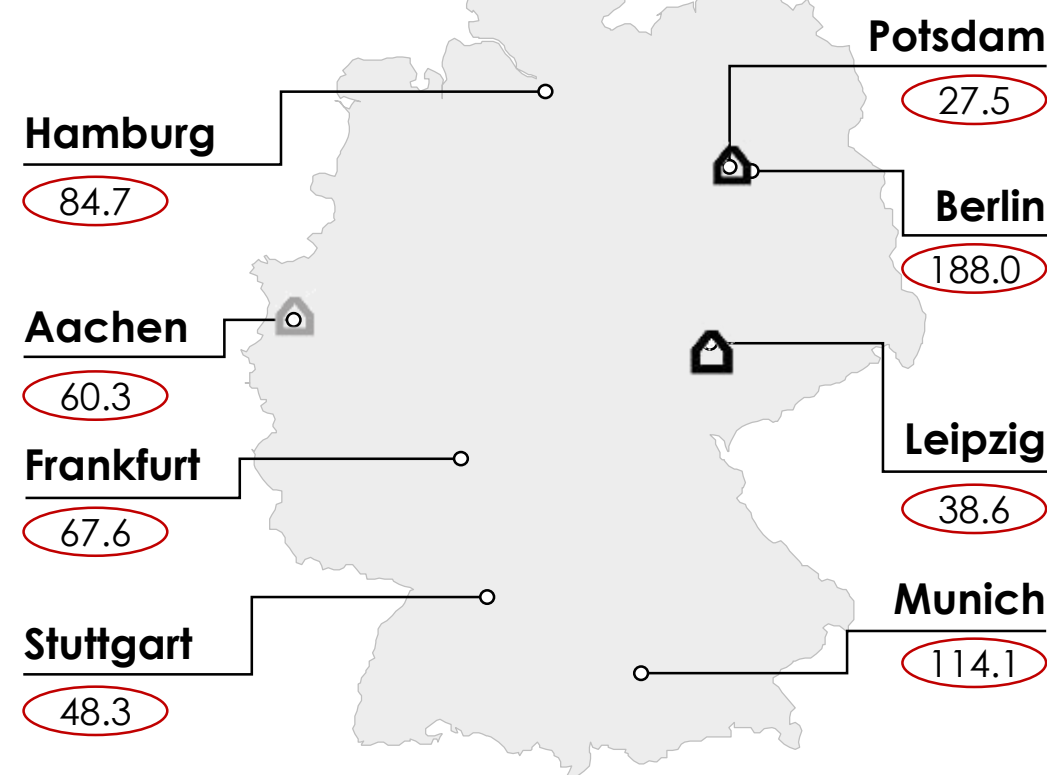 Potsdam
27.5
Hamburg
84.7
Berlin
188.0
Aachen
60.3
Leipzig
38.6
Frankfurt
67.6
Munich
114.1
Stuttgart
48.3